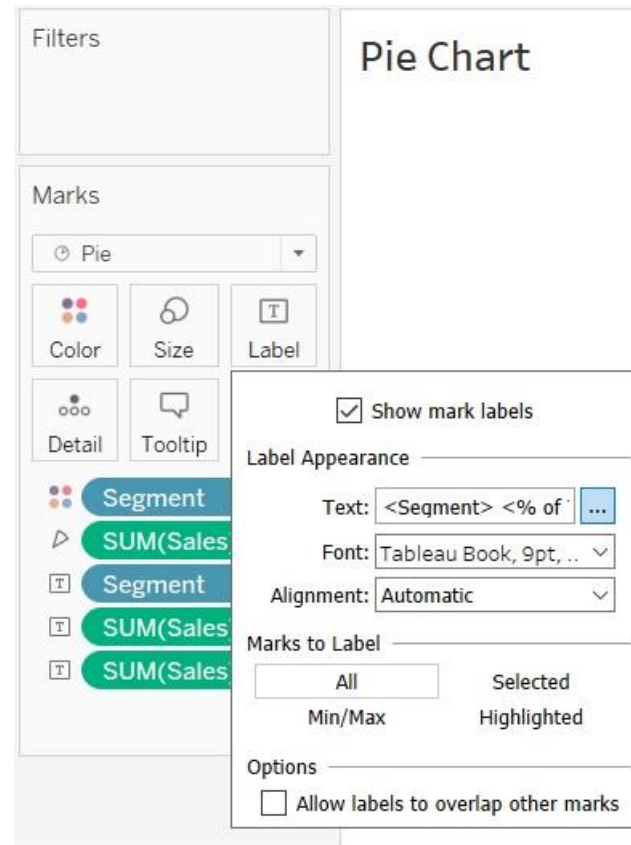 Filters
Pie Chart
Marks
Pie
Color Size Label
Detail Tooltip
Show mark labels
Label Appearance
Text: <Segment> <% of
Font: Tableau Book, 9pt, ..
Alignment: Automatic
Marks to Label
All Selected
Min/Max Highlighted
Options
Allow labels to overlap other marks
Segment
SUM(Sales)
T Segment
T SUM(Sales)
T SUM(Sales)